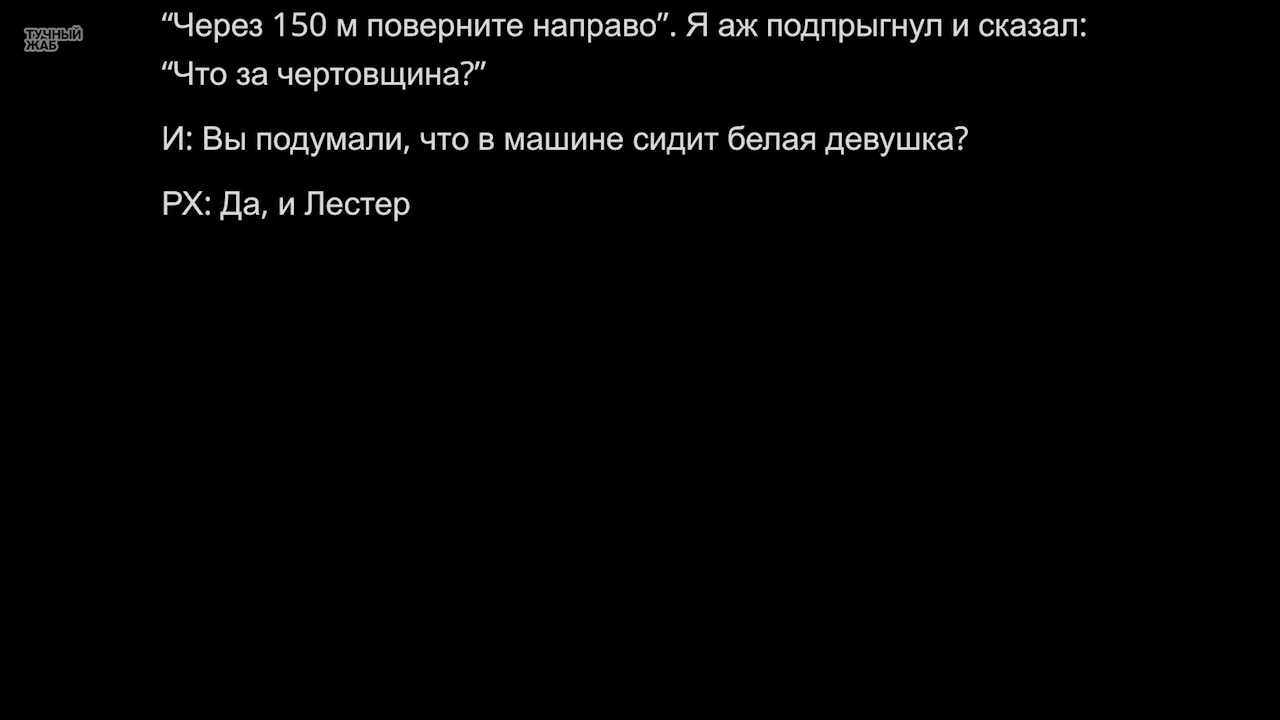 ТУЧНЫЙ
ЖАБ
“Через 150 м поверните направо”. Я аж подпрыгнул и сказал:
“Что за чертовщина?”
И: Вы подумали, что в машине сидит белая девушка?
РХ: Да, и Лестер